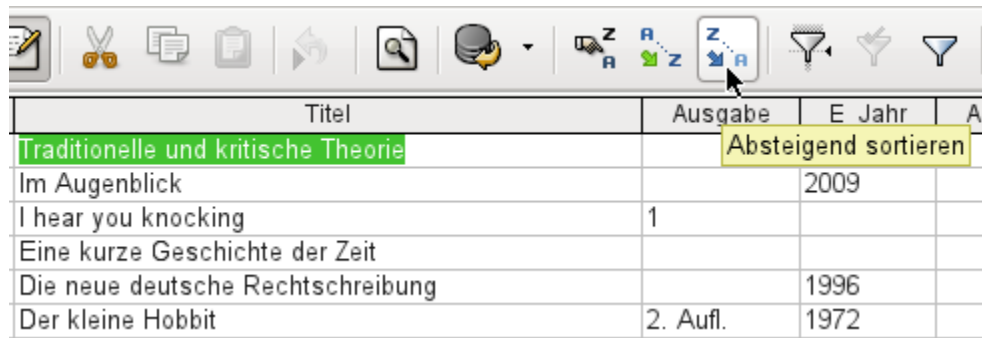 Z A A Z Z A
Titel Ausgabe E_Jahr A
Absteigend sortieren
Traditionelle und kritische Theorie
Im Augenblick 2009
I hear you knocking 1
Eine kurze Geschichte der Zeit
Die neue deutsche Rechtschreibung 1996
Der kleine Hobbit 2. Aufl. 1972